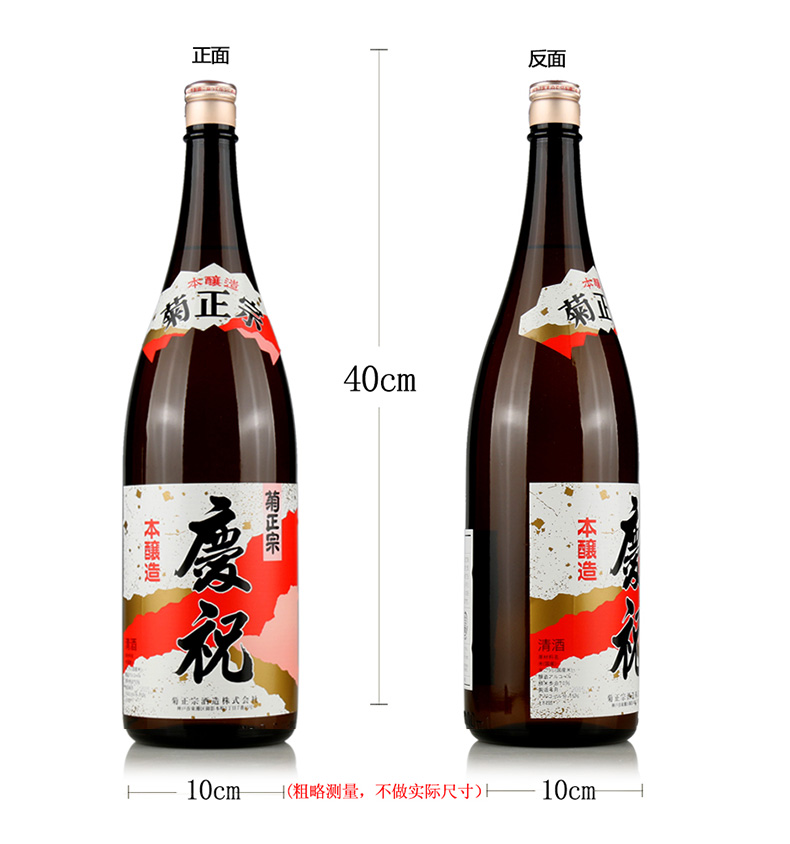 正面
反面
本醸造
菊正宗
40cm
菊正宗
本醸造
慶祝
清酒
菊正宗酒造株式会社
本醸造
菊正
本醸造
慶祝
清酒
10cm
(粗略测量，不做实际尺寸)
10cm